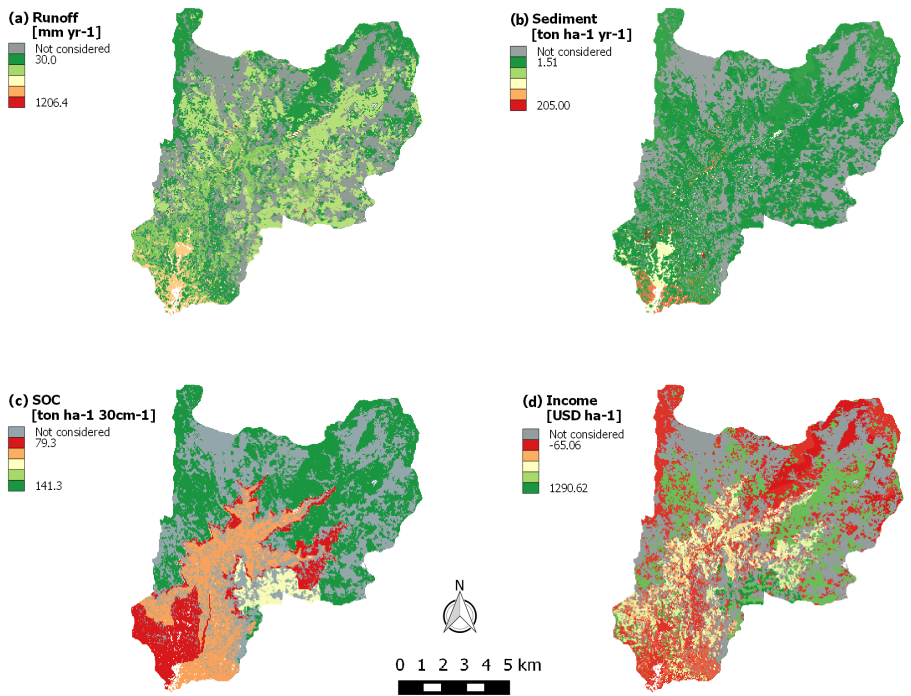 (a) Runoff
[mm yr-1]
Not considered
30.0
1206.4
(b) Sediment
[ton ha-1 yr-1]
Not considered
1.51
205.00
(c) SOC
[ton ha-1 30cm-1]
Not considered
79.3
141.3
(d) Income
[USD ha-1]
Not considered
-65.06
1290.62
N
0 1 2 3 4 5 km